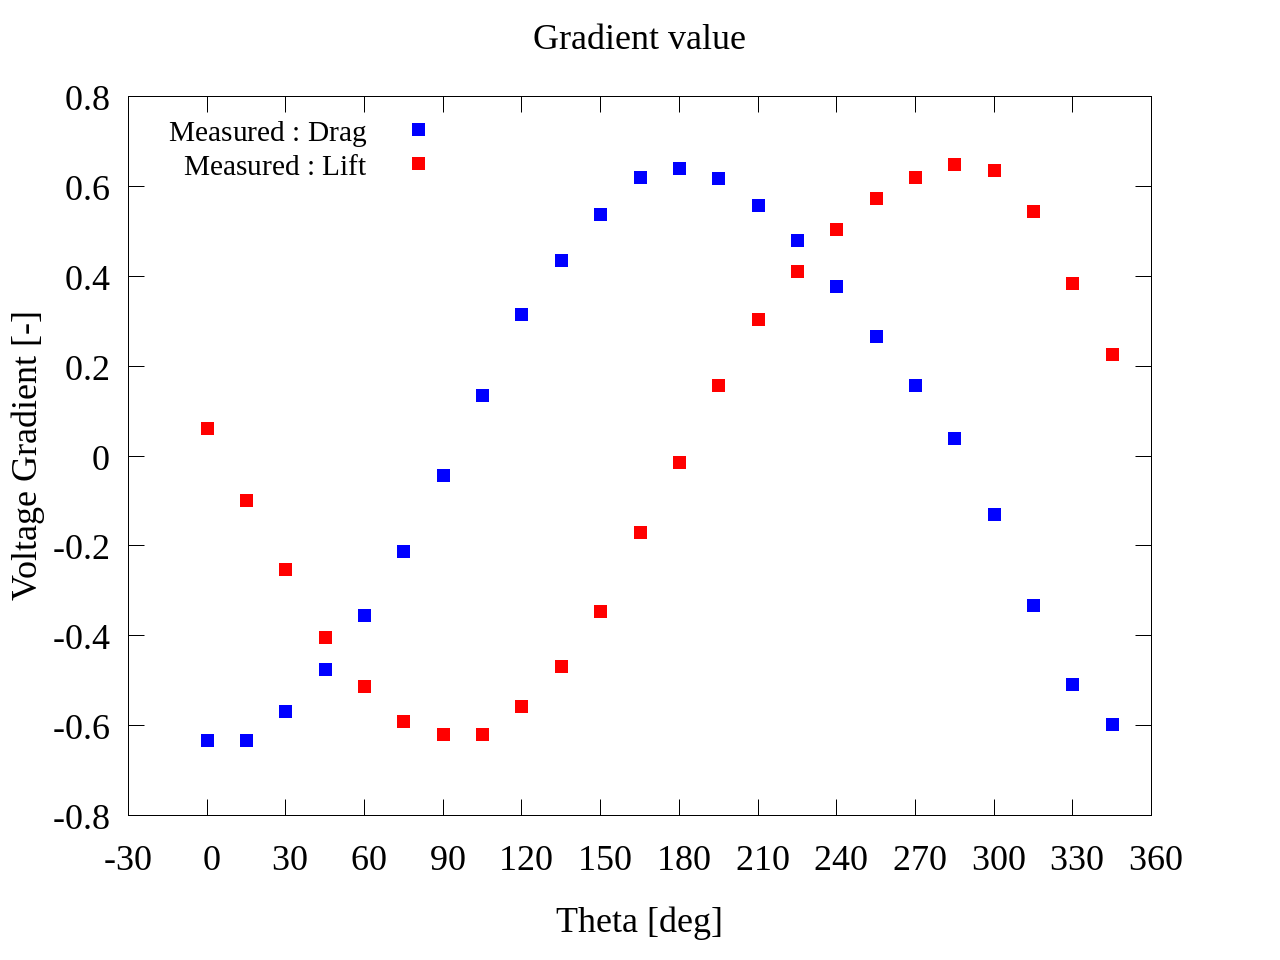 Gradient value
Measured : Drag
Measured : Lift
0.8
0.6
0.4
0.2
0
-0.2
-0.4
-0.6
-0.8
Voltage Gradient [-]
-30 0 30 60 90 120 150 180 210 240 270 300 330 360
Theta [deg]